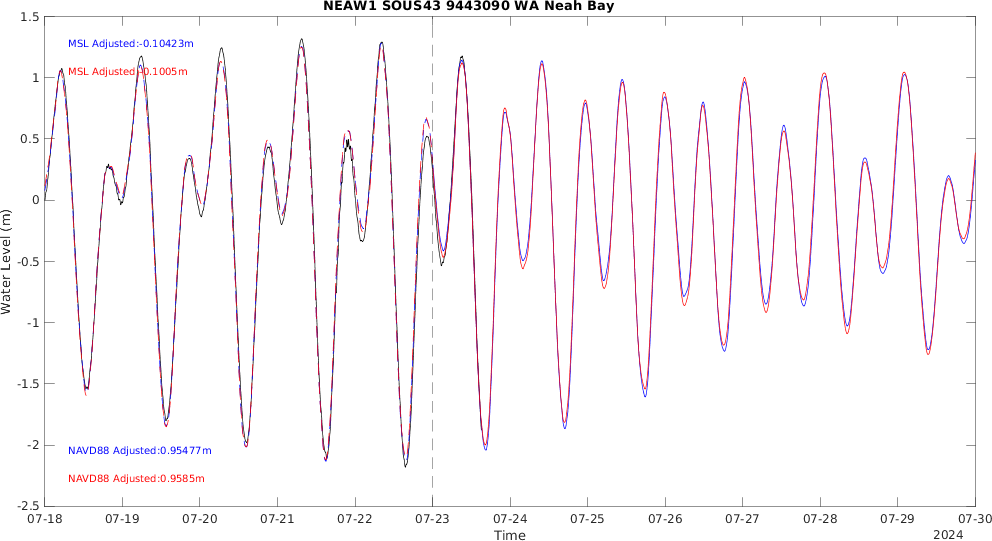 NEAW1 SOUS43 9443090 WA Neah Bay
1.5
MSL Adjusted:-0.10423m
MSL Adjusted:-0.1005m
1
0.5
0
-0.5
-1
-1.5
-2
-2.5
Water Level (m)
NAVD88 Adjusted:0.95477m
NAVD88 Adjusted:0.9585m
07-18 07-19 07-20 07-21 07-22 07-23 07-24 07-25 07-26 07-27 07-28 07-29 07-30
Time
2024